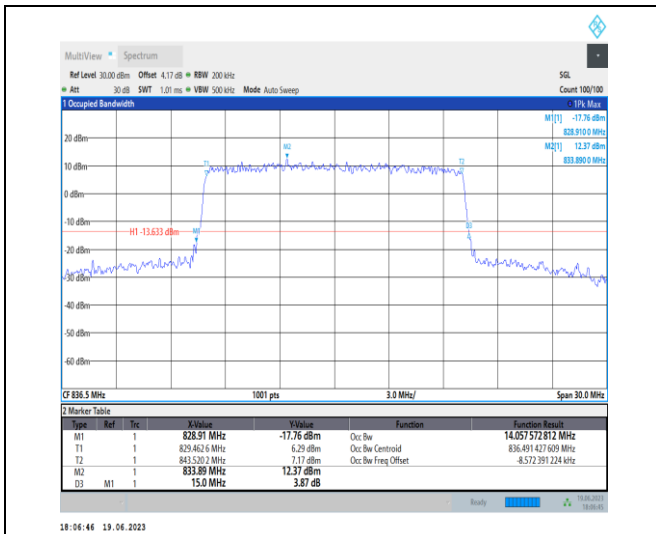 MultiView Spectrum
Ref Level 30.00 dBm Offset 4.17 dB RBW 200 kHz SGL
Att 30 dB SWT 1.01 ms VBW 500 kHz Mode Auto Sweep Count 100/100
1 Occupied Bandwidth 1Pk Max
M1[1] -17.76 dBm
828.9100 MHz
M2[1] 12.37 dBm
833.8900 MHz
20 dBm
M2
T1
T2
10 dBm
0 dBm
-10 dBm
H1 -13.633 dBm
M1
D3
-20 dBm
-30 dBm
-40 dBm
-50 dBm
-60 dBm
CF 836.5 MHz 1001 pts 3.0 MHz/ Span 30.0 MHz
2 Marker Table
Type Ref Trc X-Value Y-Value Function Function Result
M1 1 828.91 MHz -17.76 dBm Occ Bw 14.057 572 812 MHz
T1 1 829.462 6 MHz 6.29 dBm Occ Bw Centroid 836.491 427 609 MHz
T2 1 843.520 2 MHz 7.17 dBm Occ Bw Freq Offset -8.572 391 224 kHz
M2 1 833.89 MHz 12.37 dBm
D3 M1 1 15.0 MHz 3.87 dB
Ready 19.06.2023
18:06:45
18:06:46 19.06.2023